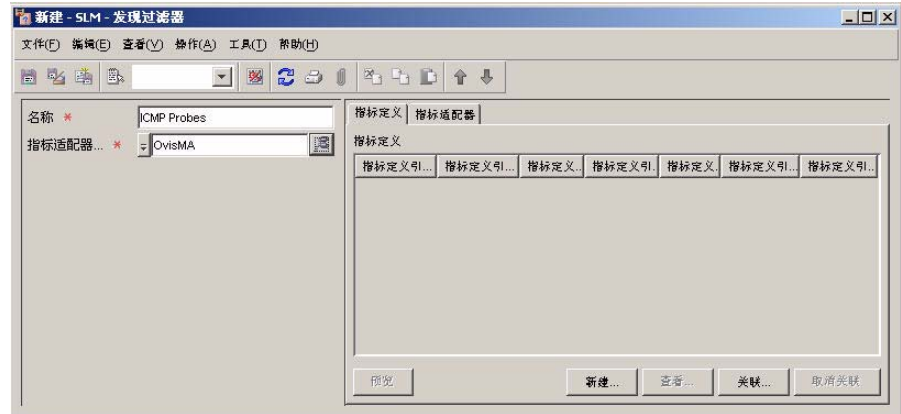 新建 - SLM - 发现过滤器
文件(F) 编辑(E) 查看(V) 操作(A) 工具(T) 帮助(H)
名称 * ICMP Probes
指标适配器... * OvisMA
指标定义 指标适配器
指标定义
指标定义引... 指标定义引... 指标定义... 指标定义引. 指标定义. 指标定义引... 指标定义引...
预览 新建... 查看... 关联... 取消关联